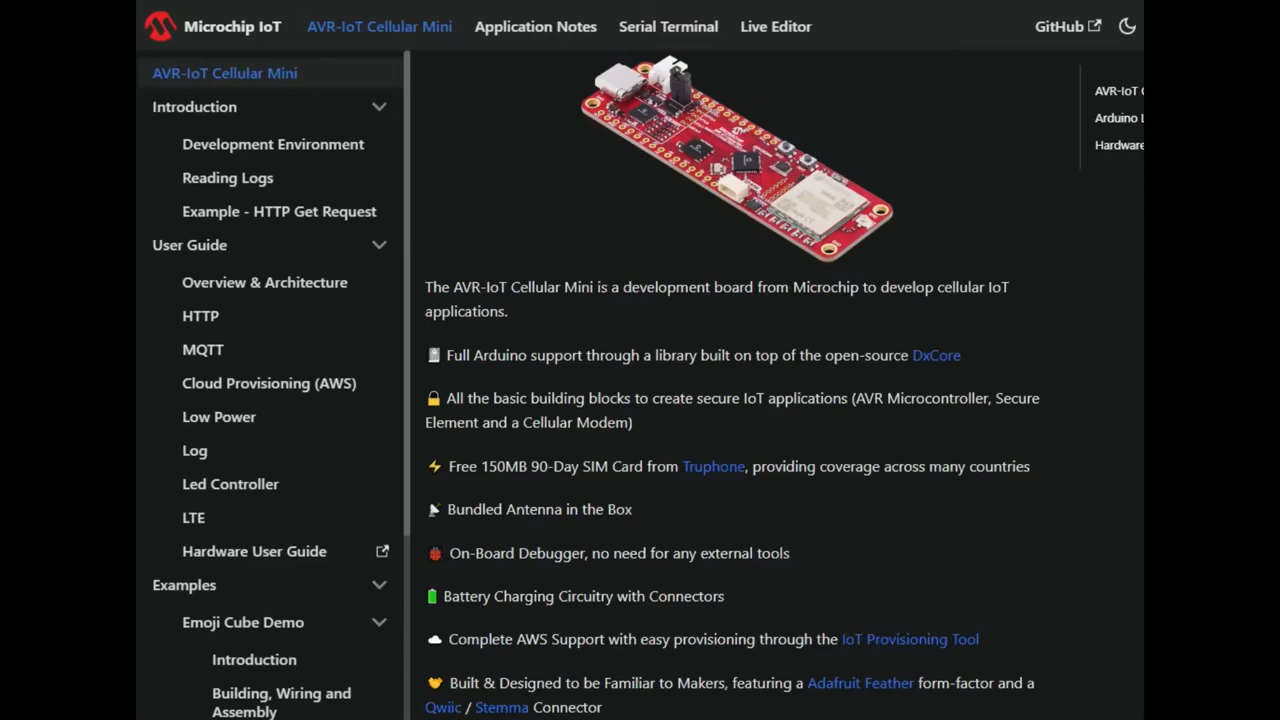 Microchip IoT
AVR-IoT Cellular Mini
Application Notes
Serial Terminal
Live Editor
GitHub
AVR-IoT Cellular Mini
Introduction
Development Environment
Reading Logs
Example - HTTP Get Request
User Guide
Overview & Architecture
HTTP
MQTT
Cloud Provisioning (AWS)
Low Power
Log
Led Controller
LTE
Hardware User Guide
Examples
Emoji Cube Demo
Introduction
Building, Wiring and
Assembly
The AVR-IoT Cellular Mini is a development board from Microchip to develop cellular IoT
applications.
Full Arduino support through a library built on top of the open-source DxCore
All the basic building blocks to create secure IoT applications (AVR Microcontroller, Secure
Element and a Cellular Modem)
Free 150MB 90-Day SIM Card from Truphone, providing coverage across many countries
Bundled Antenna in the Box
On-Board Debugger, no need for any external tools
Battery Charging Circuitry with Connectors
Complete AWS Support with easy provisioning through the IoT Provisioning Tool
Built & Designed to be Familiar to Makers, featuring a Adafruit Feather form-factor and a
Qwiic / Stemma Connector
AVR-IoT C
Arduino L
Hardware